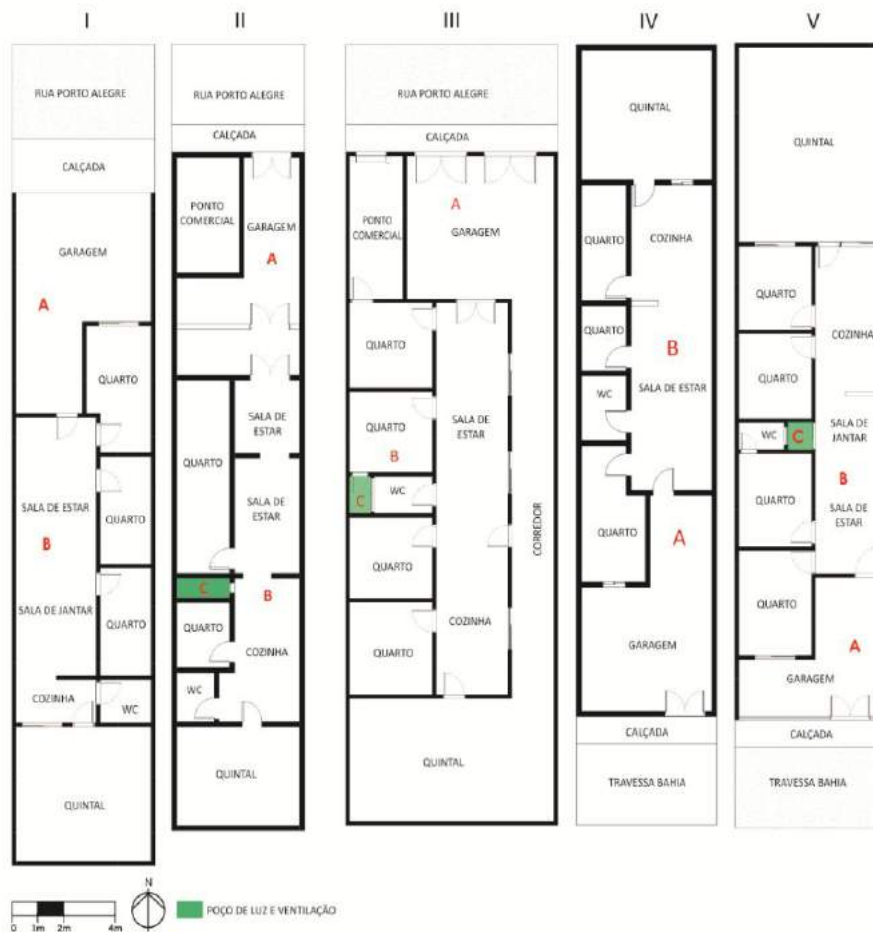 I
II
III
IV
V
RUA PORTO ALEGRE
CALÇADA
GARAGEM
A
QUARTO
SALA DE ESTAR
B
QUARTO
SALA DE JANTAR
QUARTO
COZINHA
WC
QUINTAL
RUA PORTO ALEGRE
CALÇADA
PONTO
COMERCIAL
GARAGEM
A
SALA DE
ESTAR
QUARTO
SALA DE
ESTAR
C
B
QUARTO
COZINHA
WC
QUINTAL
RUA PORTO ALEGRE
CALÇADA
A
PONTO
COMERCIAL
GARAGEM
QUARTO
QUARTO
SALA DE
ESTAR
B
C
WC
CORREDOR
QUARTO
COZINHA
QUARTO
QUINTAL
QUINTAL
QUARTO
COZINHA
QUARTO
B
SALA DE ESTAR
WC
QUARTO
A
GARAGEM
CALÇADA
TRAVESSA BAHIA
QUINTAL
QUARTO
COZINHA
QUARTO
WC
C
SALA DE
JANTAR
B
QUARTO
SALA DE
ESTAR
QUARTO
A
GARAGEM
CALÇADA
TRAVESSA BAHIA
0 1m 2m 4m
N
POÇO DE LUZ E VENTILAÇÃO